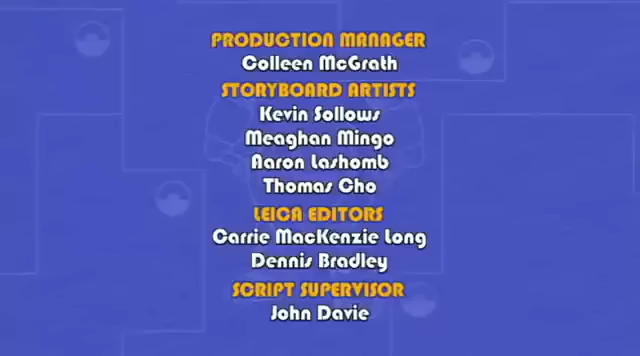 PRODUCTION MANAGER
Colleen McGrath
STORYBOARD ARTISTS
Kevin Sollows
Meaghan Mingo
Aaron Lashomb
Thomas Cho
LEICA EDITORS
Carrie MacKenzie Long
Dennis Bradley
SCRIPT SUPERVISOR
John Davie